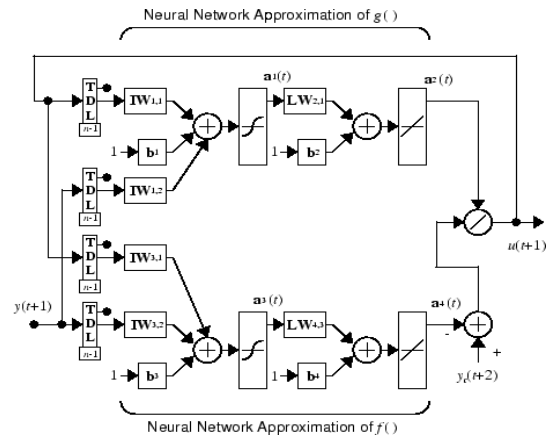 Neural Network Approximation of g( )
a1(t)
a2(t)
T
D
L
n-1
IW1,1
LW2,1
1
b1
1
b2
T
D
L
n-1
IW1,2
u(t+1)
T
D
L
n-1
IW3,1
y(t+1)
a3(t)
a4(t)
T
D
L
n-1
IW3,2
LW4,3
-
+
1
b3
1
b4
yr(t+2)
Neural Network Approximation of f( )